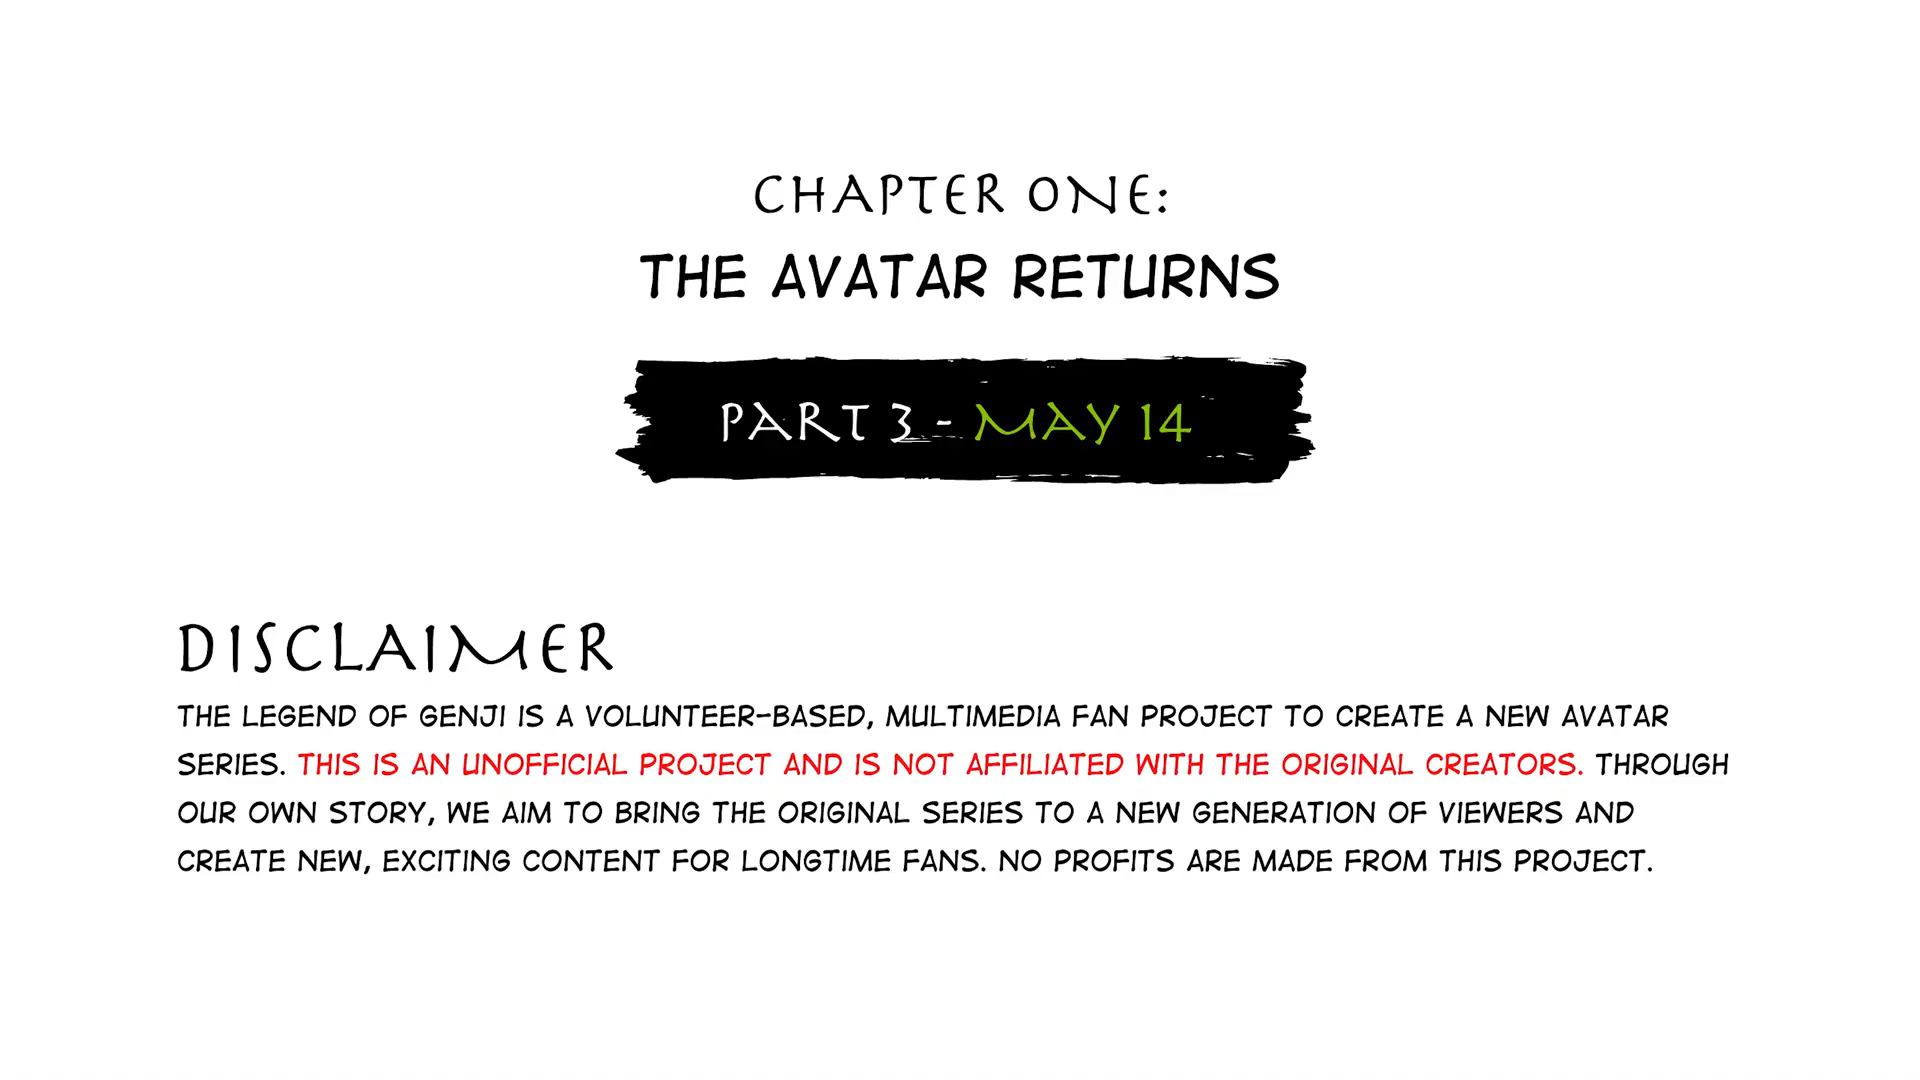 CHAPTER ONE:
THE AVATAR RETURNS
PART 3 - MAY 14
DISCLAIMER
THE LEGEND OF GENJI IS A VOLUNTEER-BASED, MULTIMEDIA FAN PROJECT TO CREATE A NEW AVATAR
SERIES. THIS IS AN UNOFFICIAL PROJECT AND IS NOT AFFILIATED WITH THE ORIGINAL CREATORS. THROUGH
OUR OWN STORY, WE AIM TO BRING THE ORIGINAL SERIES TO A NEW GENERATION OF VIEWERS AND
CREATE NEW, EXCITING CONTENT FOR LONGTIME FANS. NO PROFITS ARE MADE FROM THIS PROJECT.